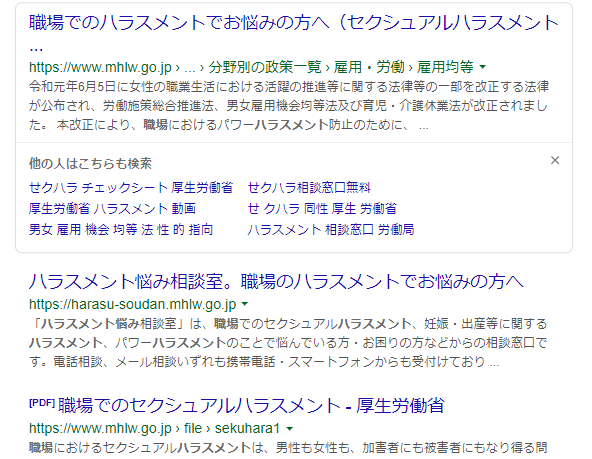 職場でのハラスメントでお悩みの方へ（セクシュアルハラスメント
...
https://www.mhlw.go.jp › ... › 分野別の政策一覧 › 雇用・労働 › 雇用均等
令和元年6月5日に女性の職業生活における活躍の推進等に関する法律等の一部を改正する法律
が公布され、労働施策総合推進法、男女雇用機会均等法及び育児・介護休業法が改正されまし
た。 本改正により、職場におけるパワーハラスメント防止のために、 ...
他の人はこちらも検索
セクハラ チェックシート 厚生労働省 セクハラ相談窓口無料
厚生労働省 ハラスメント 動画 せ クハラ 同性 厚生 労働省
男女 雇用 機会 均等 法 性 的 指向 ハラスメント 相談窓口 労働局
ハラスメント悩み相談室。職場のハラスメントでお悩みの方へ
https://harasu-soudan.mhlw.go.jp
「ハラスメント悩み相談室」は、職場でのセクシュアルハラスメント、妊娠・出産等に関する
ハラスメント、パワーハラスメントのことで悩んでいる方・お困りの方などからの相談窓口で
す。電話相談、メール相談いずれも携帯電話・スマートフォンからも受付けており ...
[PDF] 職場でのセクシュアルハラスメント - 厚生労働省
https://www.mhlw.go.jp › file › sekuhara1
職場におけるセクシュアルハラスメントは、男性も女性も、加害者にも被害者にもなり得る問